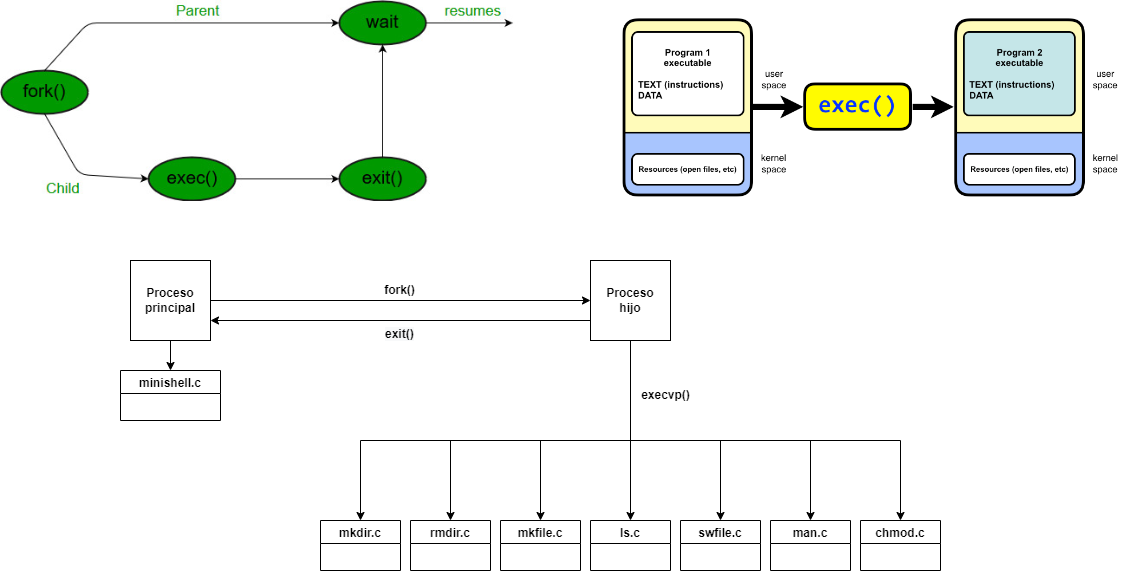 Parent
resumes
wait
fork()
Child
exec()
exit()
Program 1
executable
TEXT (instructions)
DATA
user
space
exec()
Program 2
executable
TEXT (instructions)
DATA
user
space
Resources (open files, etc)
kernel
space
Resources (open files, etc)
kernel
space
Proceso
principal
fork()
exit()
Proceso
hijo
minishell.c
execvp()
mkdir.c
rmdir.c
mkfile.c
ls.c
swfile.c
man.c
chmod.c